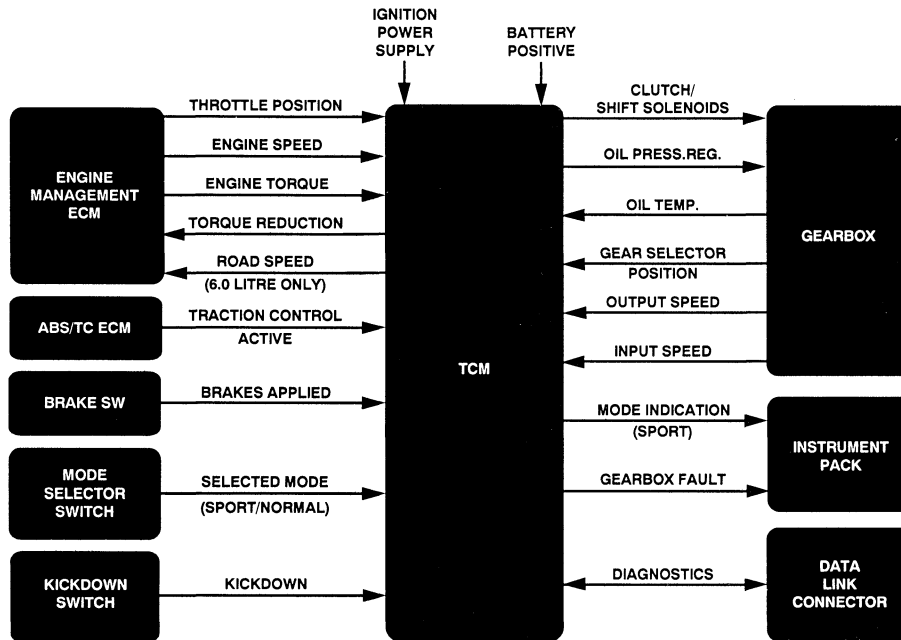 IGNITION
POWER
SUPPLY
BATTERY
POSITIVE
ENGINE
MANAGEMENT
ECM
THROTTLE POSITION
ENGINE SPEED
ENGINE TORQUE
TORQUE REDUCTION
ROAD SPEED
(6.0 LITRE ONLY)
ABS/TC ECM
TRACTION CONTROL
ACTIVE
BRAKE SW
BRAKES APPLIED
MODE
SELECTOR
SWITCH
SELECTED MODE
(SPORT/NORMAL)
KICKDOWN
SWITCH
KICKDOWN
TCM
CLUTCH/
SHIFT SOLENOIDS
OIL PRESS.REG.
OIL TEMP.
GEAR SELECTOR
POSITION
OUTPUT SPEED
INPUT SPEED
GEARBOX
MODE INDICATION
(SPORT)
GEARBOX FAULT
INSTRUMENT
PACK
DIAGNOSTICS
DATA
LINK
CONNECTOR